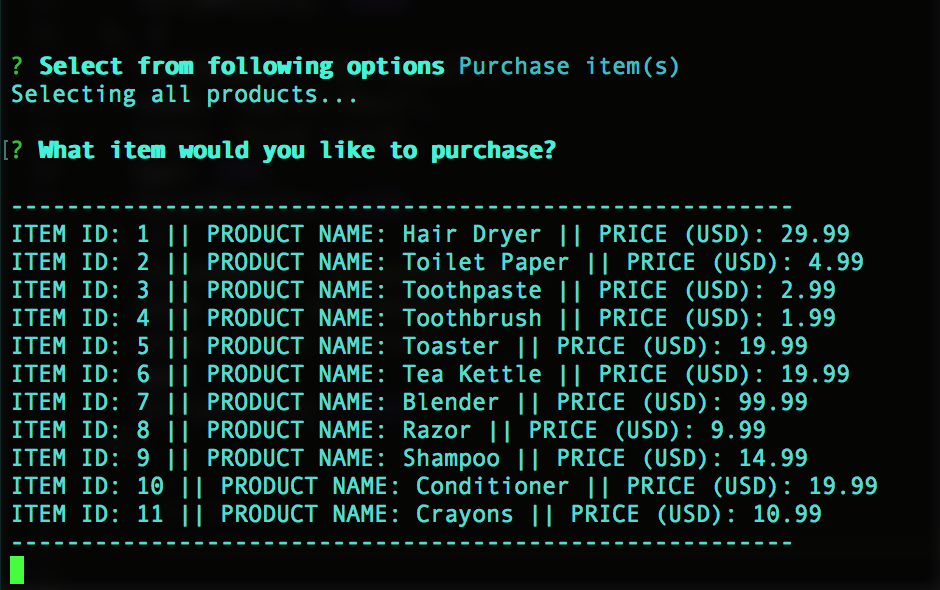 ? Select from following options Purchase item(s)
Selecting all products...
[? What item would you like to purchase?
--------------------------------------------------------
ITEM ID: 1 || PRODUCT NAME: Hair Dryer || PRICE (USD): 29.99
ITEM ID: 2 || PRODUCT NAME: Toilet Paper || PRICE (USD): 4.99
ITEM ID: 3 || PRODUCT NAME: Toothpaste || PRICE (USD): 2.99
ITEM ID: 4 || PRODUCT NAME: Toothbrush || PRICE (USD): 1.99
ITEM ID: 5 || PRODUCT NAME: Toaster || PRICE (USD): 19.99
ITEM ID: 6 || PRODUCT NAME: Tea Kettle || PRICE (USD): 19.99
ITEM ID: 7 || PRODUCT NAME: Blender || PRICE (USD): 99.99
ITEM ID: 8 || PRODUCT NAME: Razor || PRICE (USD): 9.99
ITEM ID: 9 || PRODUCT NAME: Shampoo || PRICE (USD): 14.99
ITEM ID: 10 || PRODUCT NAME: Conditioner || PRICE (USD): 19.99
ITEM ID: 11 || PRODUCT NAME: Crayons || PRICE (USD): 10.99
--------------------------------------------------------